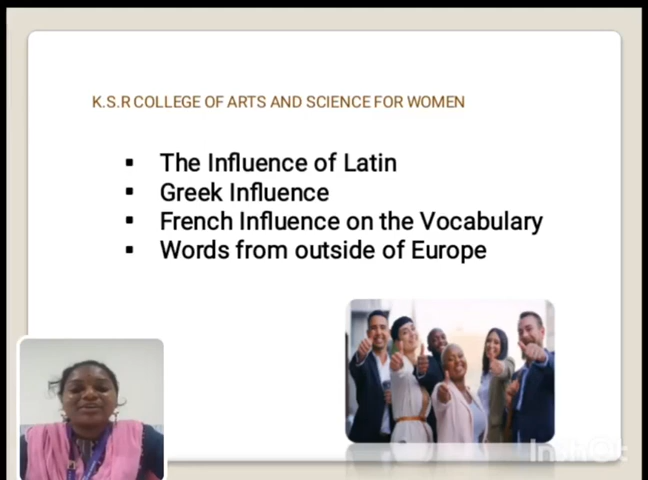 K.S.R COLLEGE OF ARTS AND SCIENCE FOR WOMEN
The Influence of Latin
Greek Influence
French Influence on the Vocabulary
Words from outside of Europe